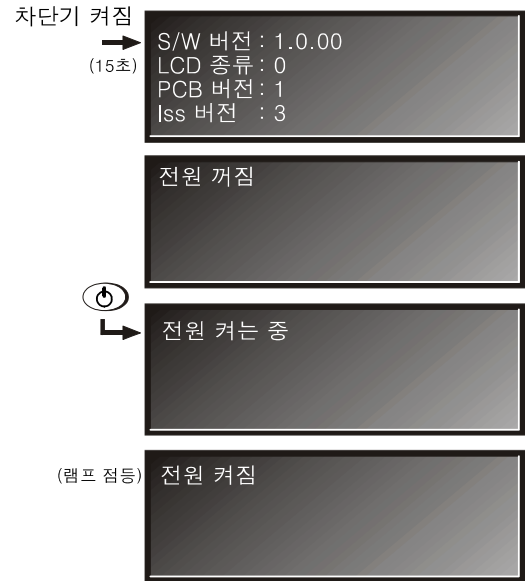 차단기 켜짐
(15초)
S/W 버전 : 1.0.00
LCD 종류 : 0
PCB 버전 : 1
Iss 버전 : 3
전원 꺼짐
전원 켜는 중
(램프 점등)
전원 켜짐